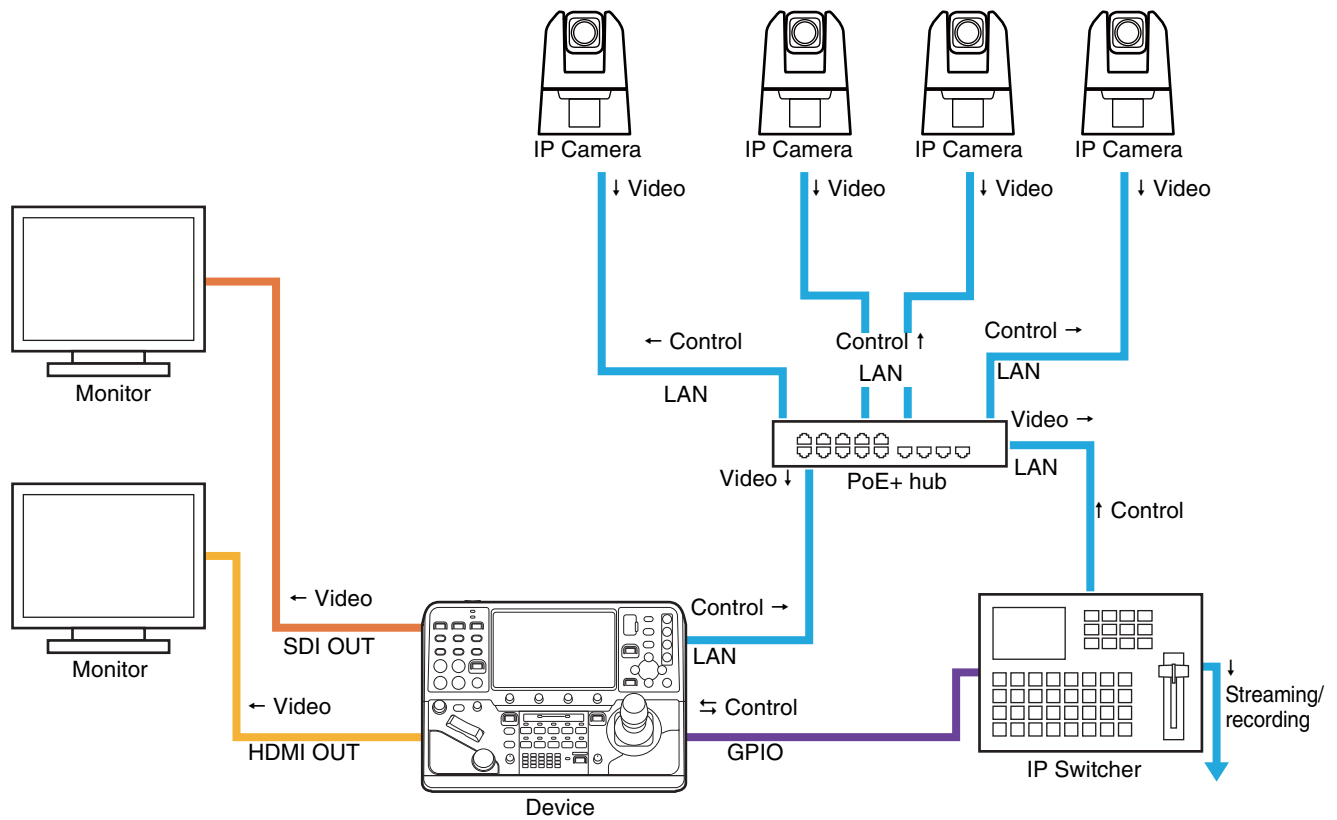 IP Camera
IP Camera
IP Camera
IP Camera
↓ Video
↓ Video
↓ Video
↓ Video
← Control
LAN
Control ↑
LAN
Control →
LAN
Monitor
Video →
LAN
Video ↓
PoE+ hub
↑ Control
← Video
SDI OUT
Control →
LAN
Monitor
← Video
HDMI OUT
⇆ Control
GPIO
↓
Streaming/
recording
IP Switcher
Device